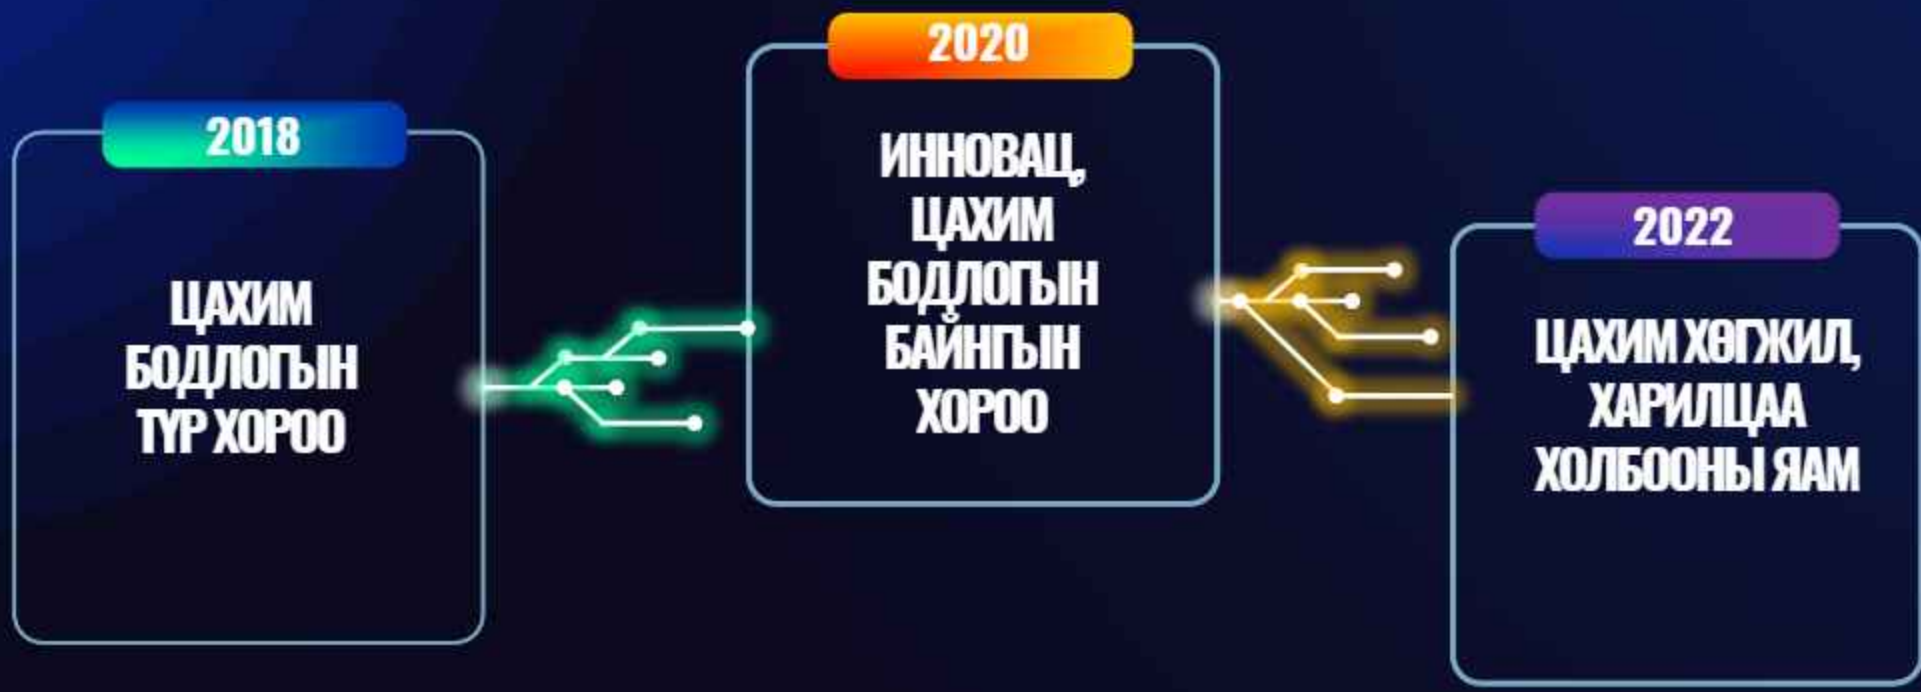 2018
ЦАХИМ
БОДЛОГЫН
ТҮР ХОРОО
2020
ИННОВАЦ,
ЦАХИМ
БОДЛОГЫН
БАЙНГЫН
ХОРОО
2022
ЦАХИМ ХӨГЖИЛ,
ХАРИЛЦАА
ХОЛБООНЫ ЯАМ